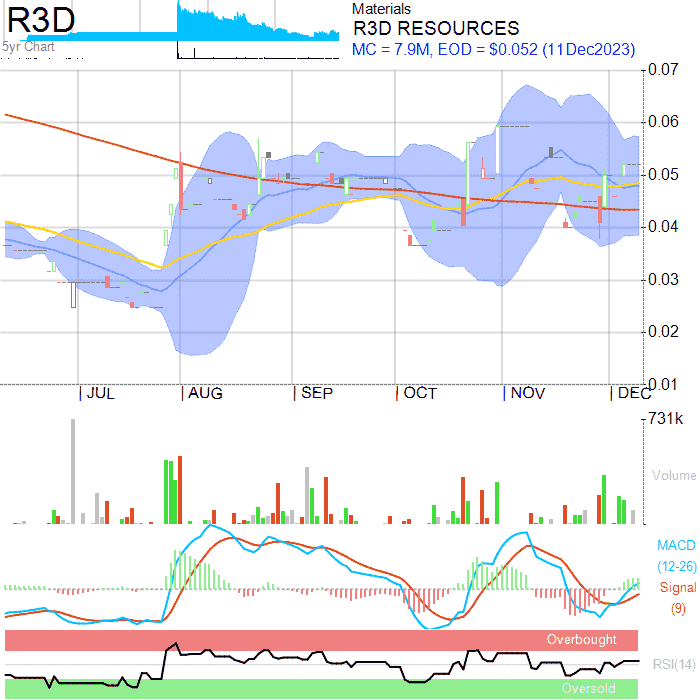 R3D
5yr Chart
Materials
R3D RESOURCES
MC = 7.9M, EOD = $0.052 (11Dec2023)
0.07
0.06
0.05
0.04
0.03
0.02
0.01
JUL AUG SEP OCT NOV DEC
731k
Volume
MACD
(12-26)
Signal
(9)
Overbought
RSI(14)
Oversold